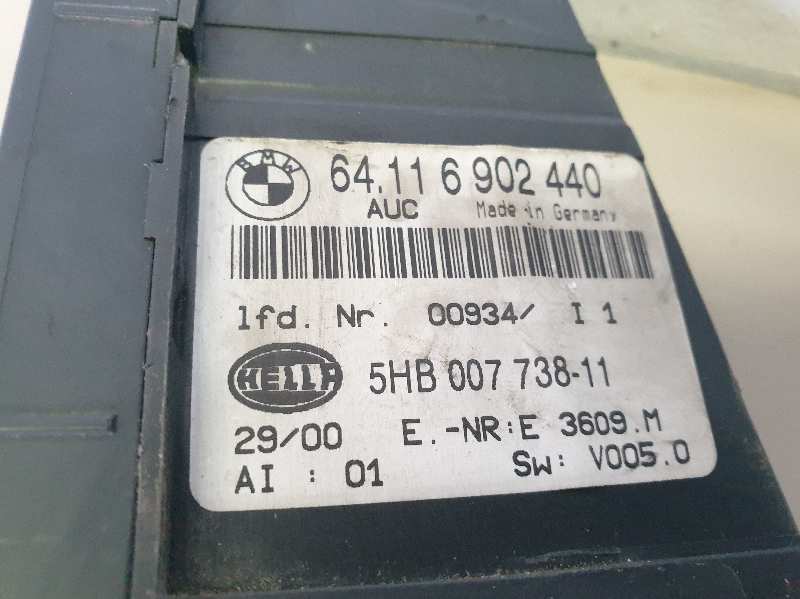 BMW 64.11 6 902 440
AUC Made in Germany
lfd. Nr. 00934/ I 1
HELLA 5HB 007 738-11
29/00 E.-NR:E 3609.M
AI : 01 SW: V005.0